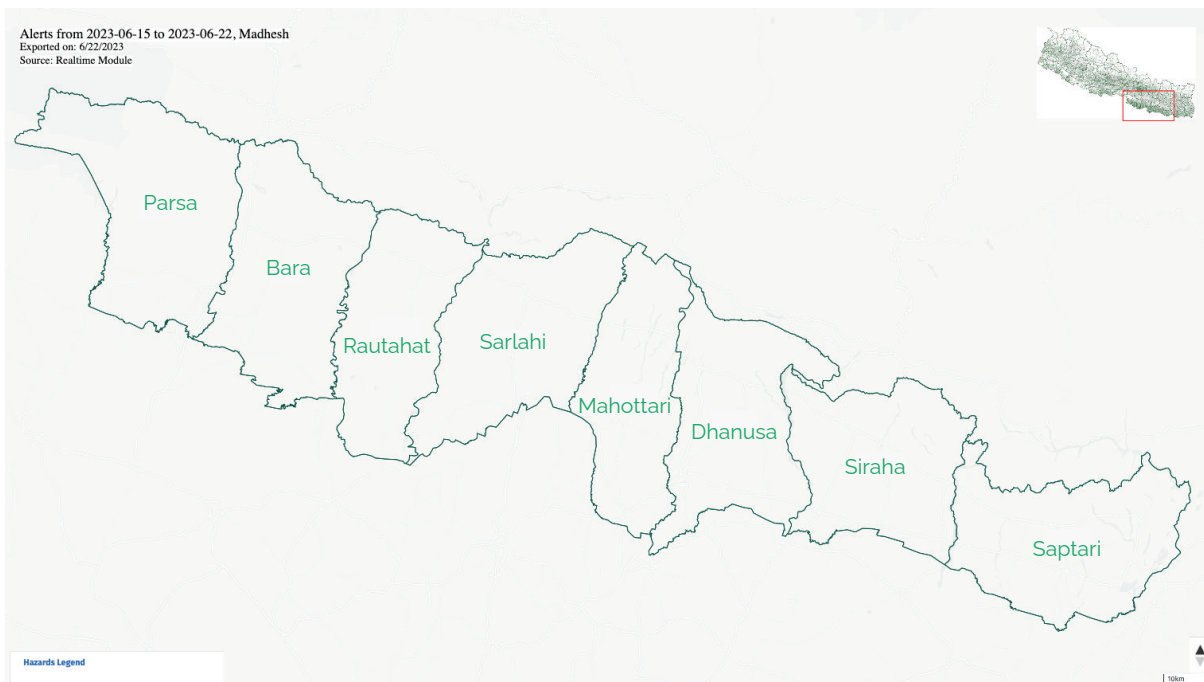 Alerts from 2023-06-15 to 2023-06-22, Madhesh
Exported on: 6/22/2023
Source: Realtime Module
Parsa
Bara
Rautahat
Sarlahi
Mahottari
Dhanusa
Siraha
Saptari
Hazards Legend
10km